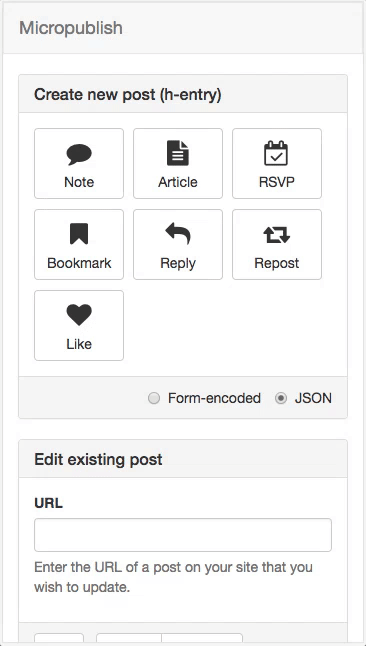 Micropublish
Create new post (h-entry)
Note Article RSVP
Bookmark Reply Repost
Like
Form-encoded JSON
Edit existing post
URL
Enter the URL of a post on your site that you
wish to update.